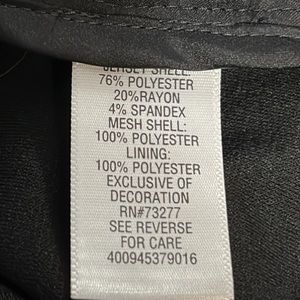 JERSEY SHELL:
76% POLYESTER
20%RAYON
4% SPANDEX
MESH SHELL:
100% POLYESTER
LINING:
100% POLYESTER
EXCLUSIVE OF
DECORATION
RN#73277
SEE REVERSE
FOR CARE
400945379016